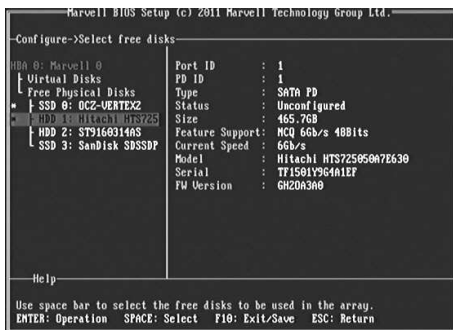 Marvell BIOS Setup (c) 2011 Marvell Technology Group Ltd.
Configure->Select free disks
HBA 0: Marvell 0
Virtual Disks
Free Physical Disks
* SSD 0: OCZ-VERTEX2
* HDD 1: Hitachi HTS725
HDD 2: ST9160314AS
SSD 3: SanDisk SDSSDP
Port ID : 1
PD ID : 1
Type : SATA PD
Status : Unconfigured
Size : 465.7GB
Feature Support: NCQ 6Gb/s 48Bits
Current Speed : 6Gb/s
Model : Hitachi HTS725050A7E630
Serial : TF1501Y9G4A1EF
FW Version : GH2OA3A0
Help
Use space bar to select the free disks to be used in the array.
ENTER: Operation SPACE: Select F10: Exit/Save ESC: Return